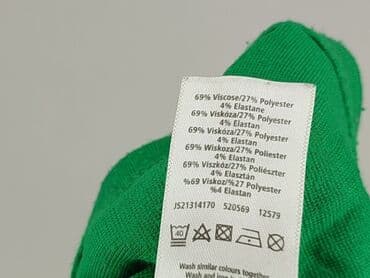 69% Viscose/27% Polyester
4% Elastane
69% Viskóza/27% Polyester
4% Elastan
69% Viskóza/27% Polyester
4% Elastan
69% Wiskoza/27% Poliester
4% Elastan
69% Viszkóz/27% Poliészter
4% Elasztán
%69 Viskoz/%27 Polyester
%4 Elastan
JS21314170 520569 12579
40
Wash similar colours together